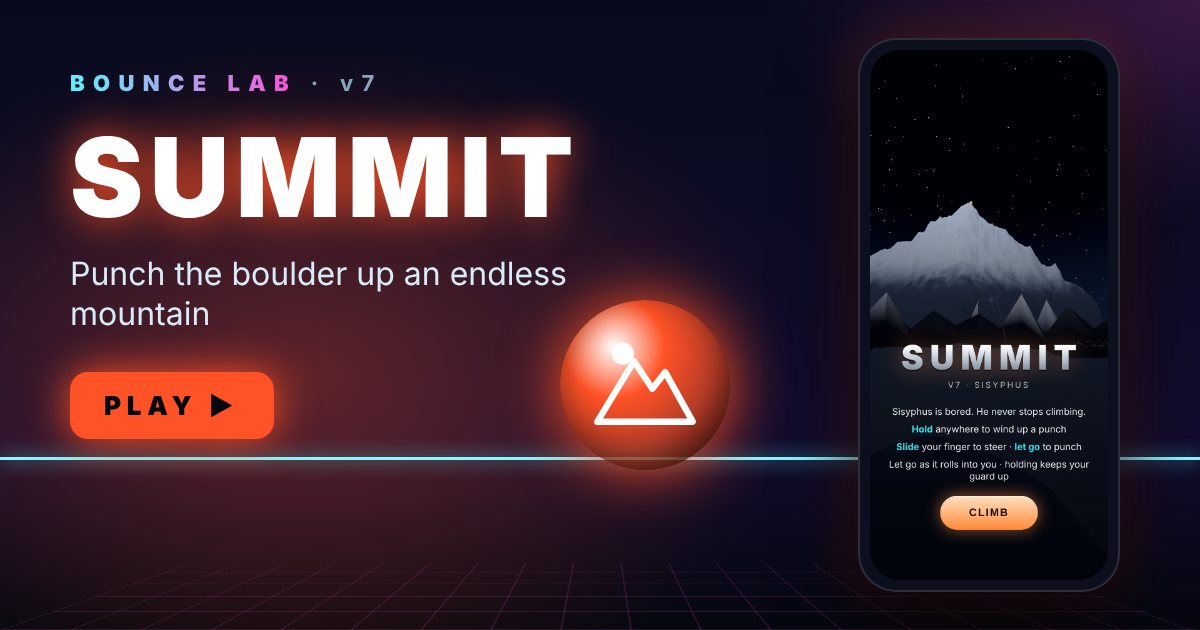 BOUNCE LAB · v7
SUMMIT
Punch the boulder up an endless
mountain
PLAY ▶
SUMMIT
V7 · SISYPHUS
Sisyphus is bored. He never stops climbing.
Hold anywhere to wind up a punch
Slide your finger to steer · let go to punch
Let go as it rolls into you · holding keeps your
guard up
CLIMB